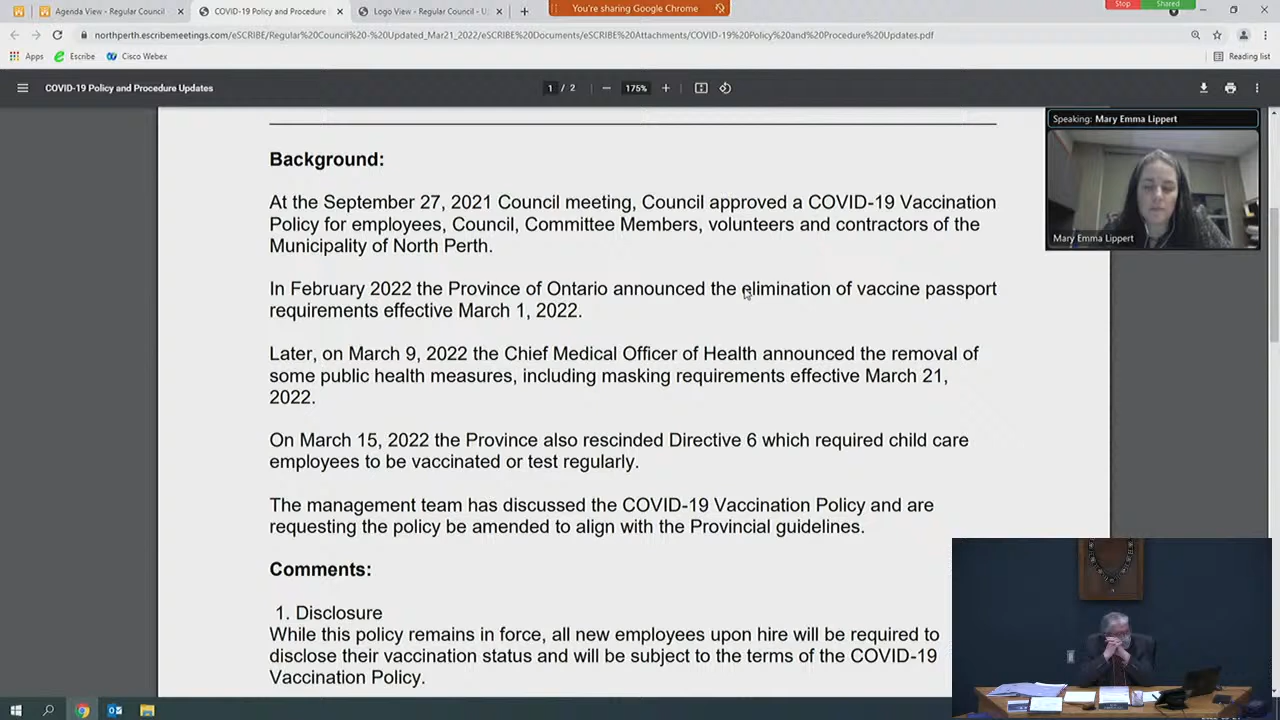 Agenda View - Regular Council
COVID-19 Policy and Procedure
Logo View - Regular Council - U
You're sharing Google Chrome
Stop
Shared
northperth.escribemeetings.com/eSCRIBE/Regular%20Council%20-%20Updated_Mar21_2022/eSCRIBE%20Documents/eSCRIBE%20Attachments/COVID-19%20Policy%20and%20Procedure%20Updates.pdf
Apps
Escribe
Cisco Webex
Reading list
COVID-19 Policy and Procedure Updates
1 / 2
175%
Speaking: Mary Emma Lippert
Mary Emma Lippert
Background:
At the September 27, 2021 Council meeting, Council approved a COVID-19 Vaccination
Policy for employees, Council, Committee Members, volunteers and contractors of the
Municipality of North Perth.
In February 2022 the Province of Ontario announced the elimination of vaccine passport
requirements effective March 1, 2022.
Later, on March 9, 2022 the Chief Medical Officer of Health announced the removal of
some public health measures, including masking requirements effective March 21,
2022.
On March 15, 2022 the Province also rescinded Directive 6 which required child care
employees to be vaccinated or test regularly.
The management team has discussed the COVID-19 Vaccination Policy and are
requesting the policy be amended to align with the Provincial guidelines.
Comments:
1. Disclosure
While this policy remains in force, all new employees upon hire will be required to
disclose their vaccination status and will be subject to the terms of the COVID-19
Vaccination Policy.